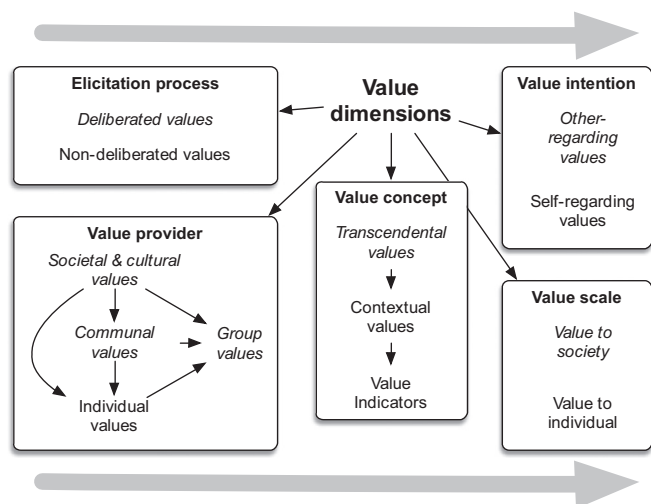 Elicitation process
Deliberated values
Non-deliberated values
Value
dimensions
Value intention
Other-
regarding
values
Self-regarding
values
Value provider
Societal & cultural
values
Communal
values
Group
values
Individual
values
Value concept
Transcendental
values
Contextual
values
Value
Indicators
Value scale
Value to
society
Value to
individual